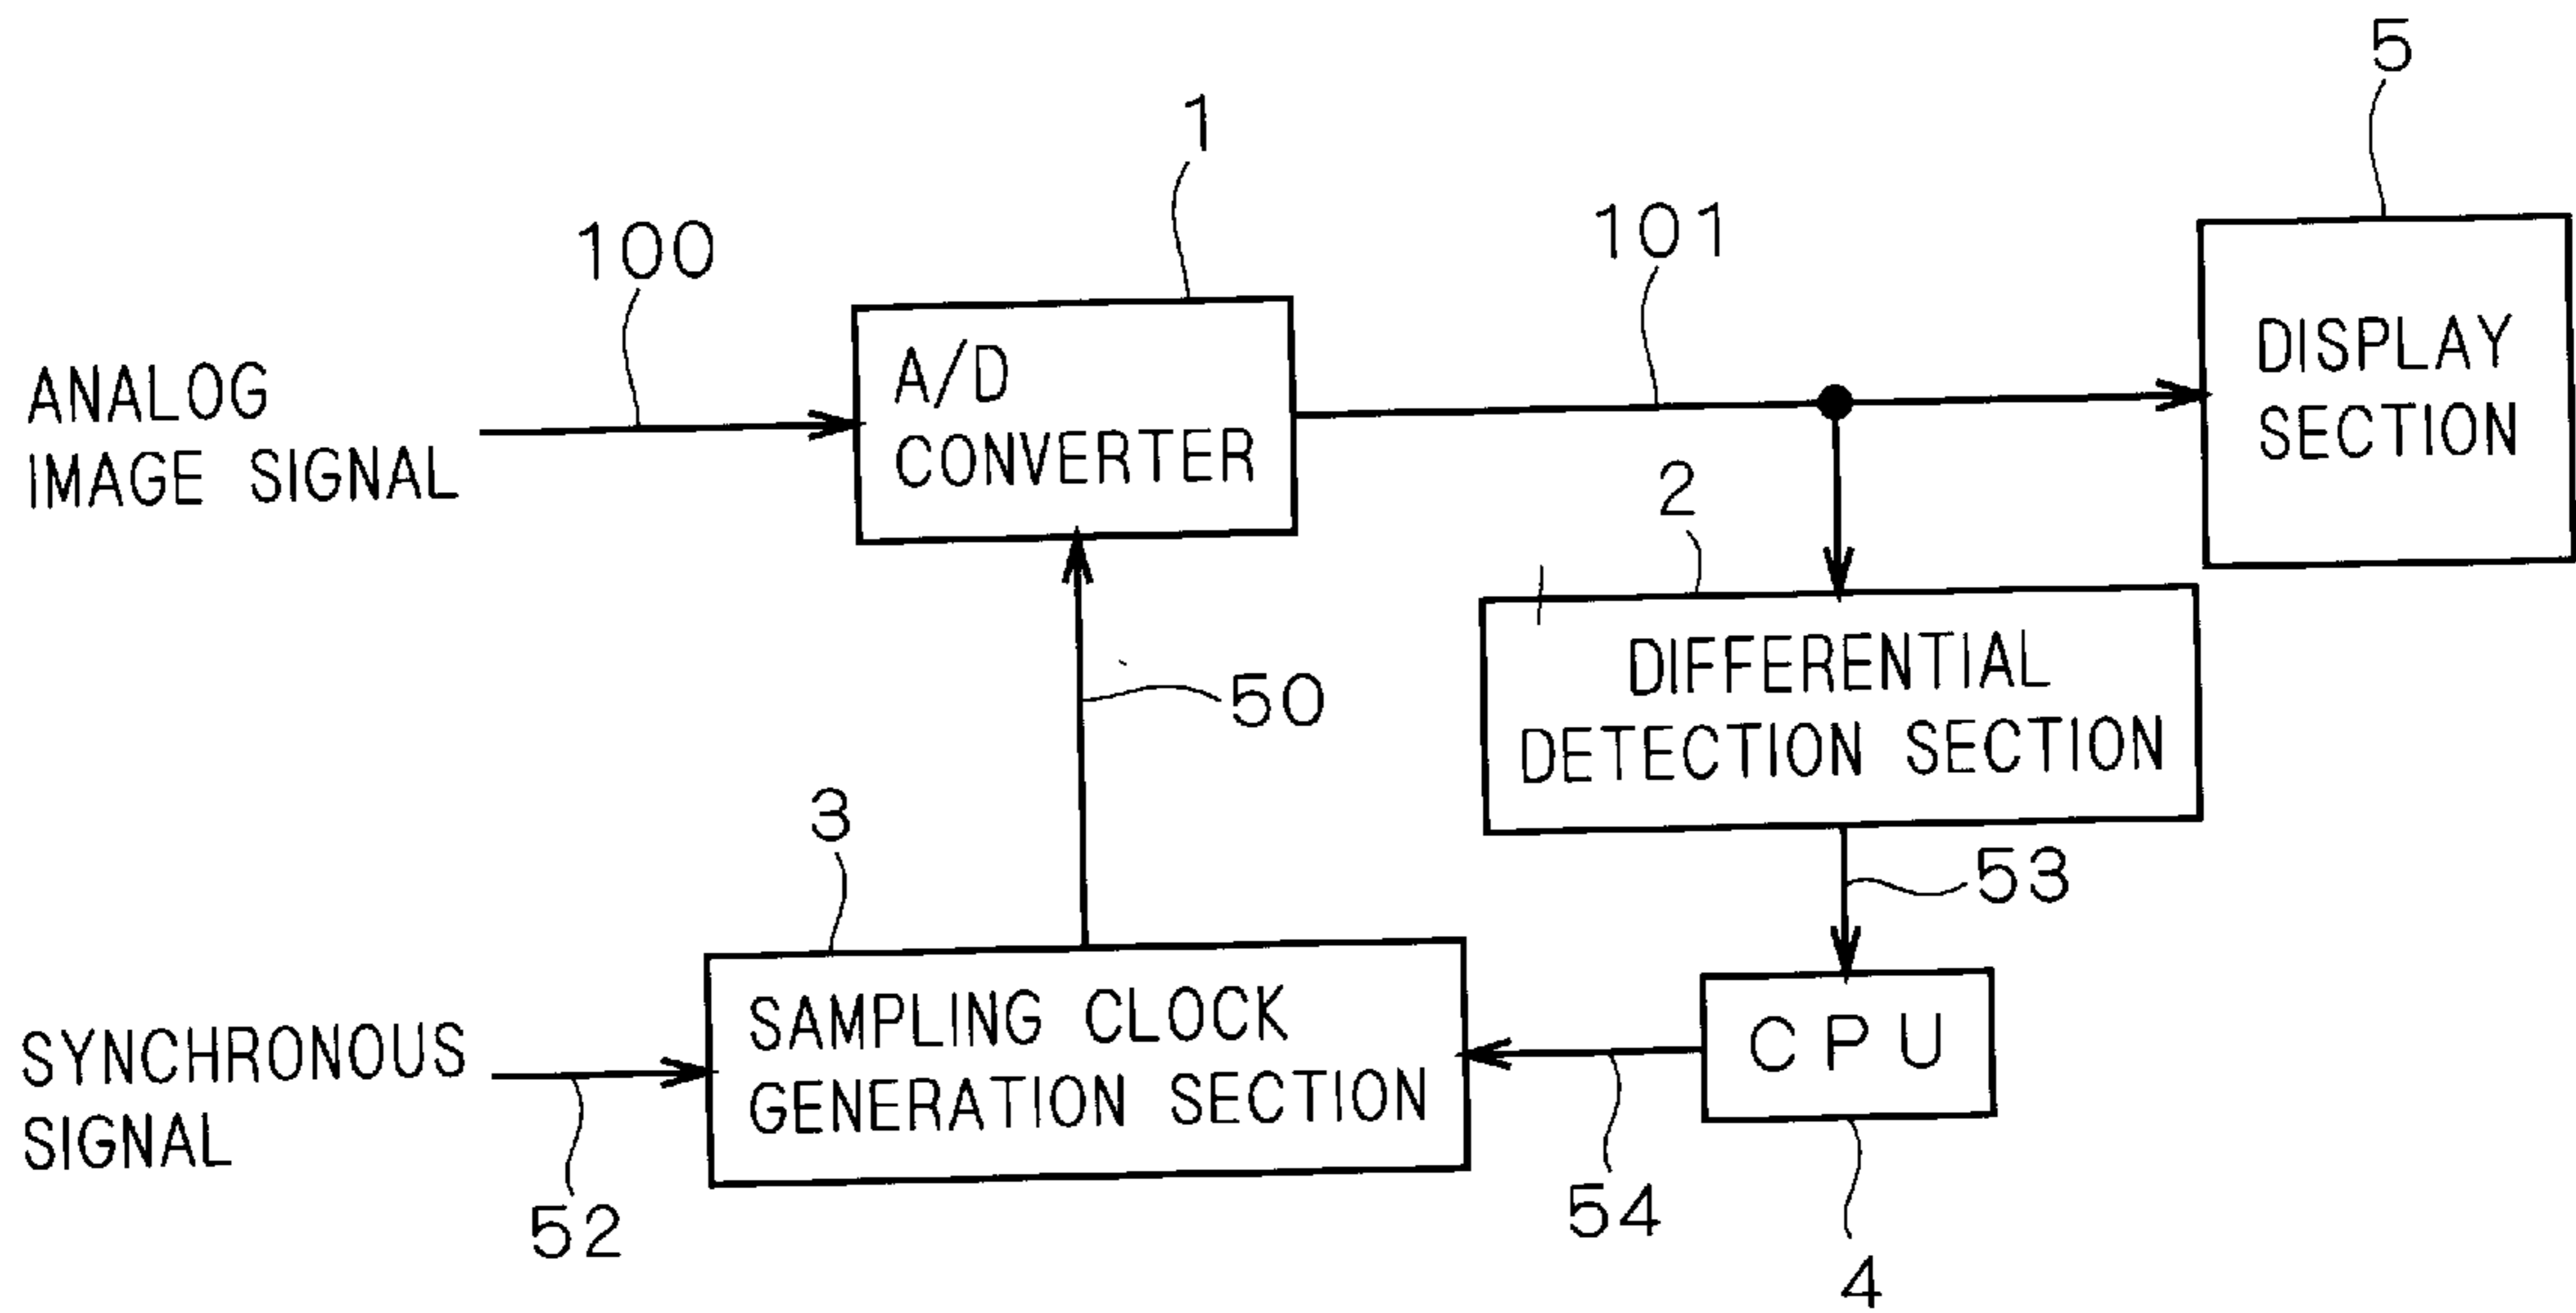 5
1
100
101
ANALOG
IMAGE SIGNAL
A/D
CONVERTER
DISPLAY
SECTION
2
50
DIFFERENTIAL
DETECTION SECTION
3
53
SYNCHRONOUS
SIGNAL
SAMPLING CLOCK
GENERATION SECTION
CPU
52
54
4